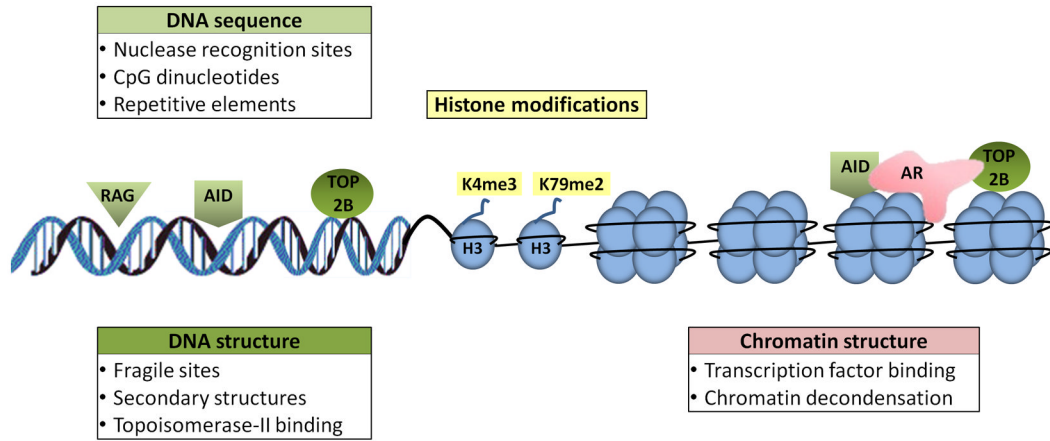 DNA sequence
• Nuclease recognition sites
• CpG dinucleotides
• Repetitive elements
Histone modifications
RAG
AID
TOP
2B
K4me3
K79me2
H3
H3
AID
AR
TOP
2B
DNA structure
• Fragile sites
• Secondary structures
• Topoisomerase-II binding
Chromatin structure
• Transcription factor binding
• Chromatin decondensation